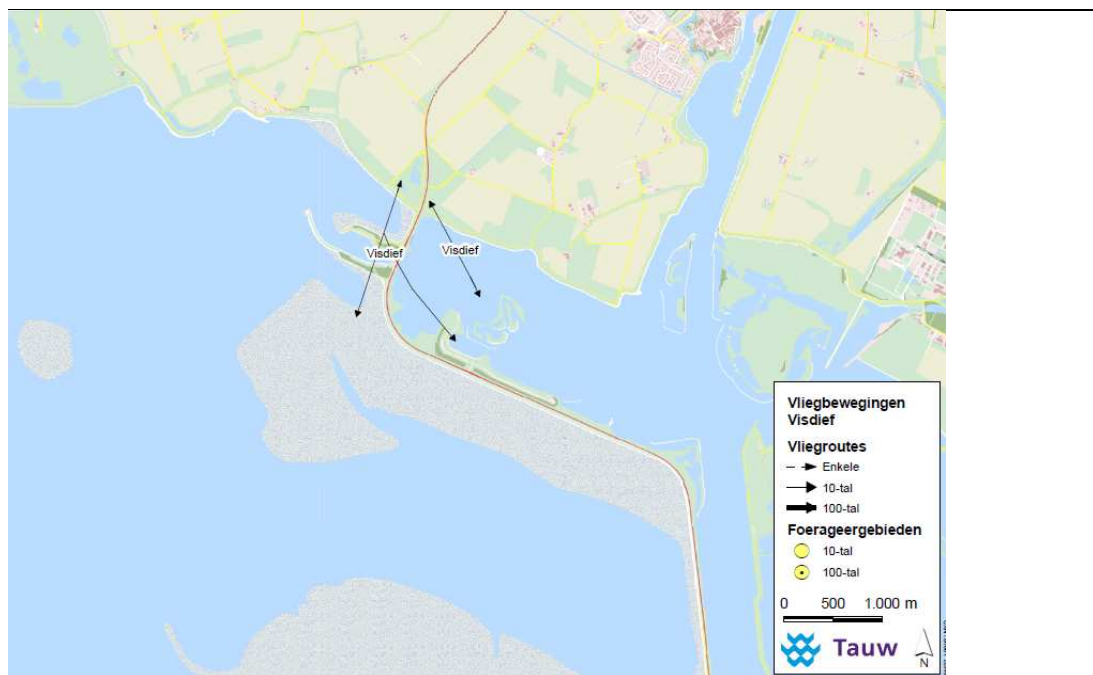 Visdief
Visdief
Vliegbewegingen
Visdief
Vliegroutes
Enkele
10-tal
100-tal
Foerageergebieden
10-tal
100-tal
0 500 1.000 m
Tauw
N